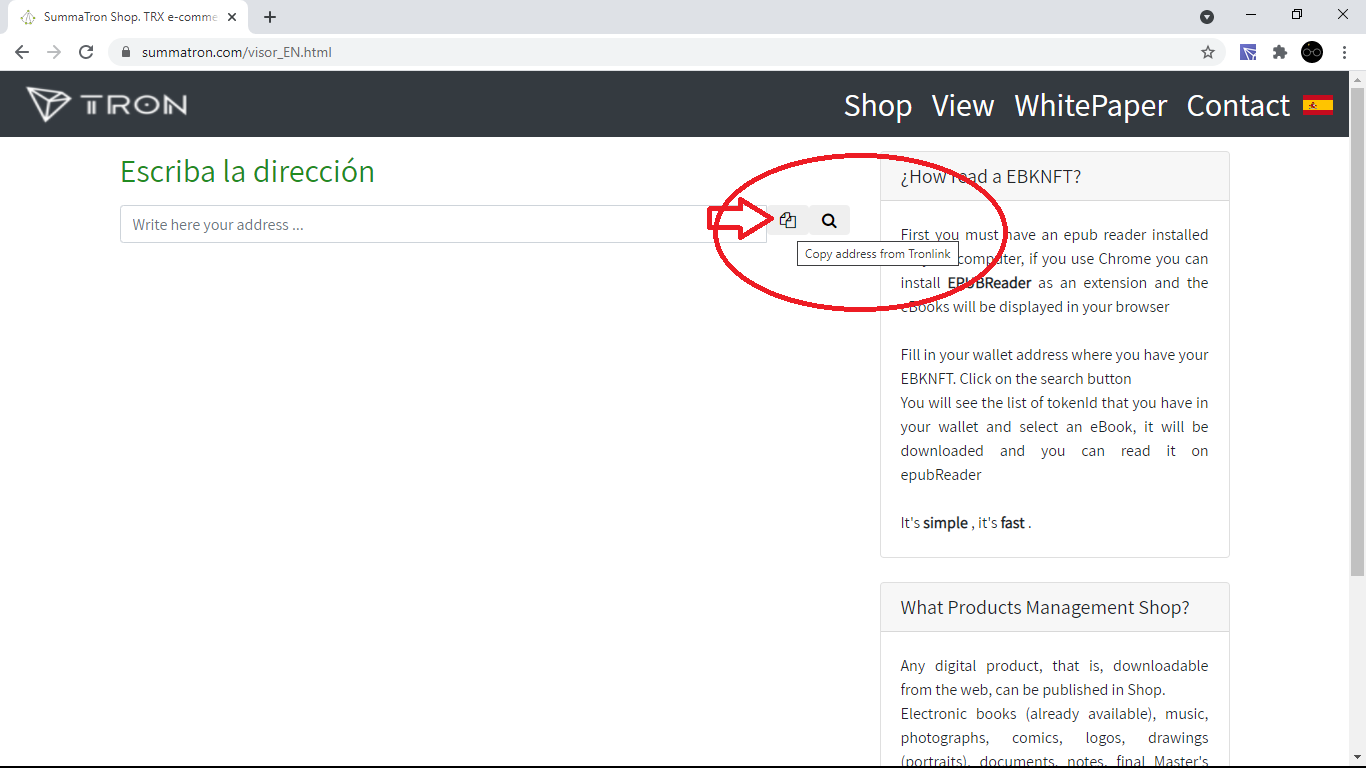 SummaTron Shop. TRX e-comme
summatron.com/visor_EN.html
TRON
Shop View WhitePaper Contact
Escriba la dirección
Write here your address ...
Copy address from Tronlink
¿How read a EBKNFT?
First you must have an epub reader installed
computer, if you use Chrome you can
install EPUBReader as an extension and the
eBooks will be displayed in your browser
Fill in your wallet address where you have your
EBKNFT. Click on the search button
You will see the list of tokenId that you have in
your wallet and select an eBook, it will be
downloaded and you can read it on
epubReader
It's simple , it's fast .
What Products Management Shop?
Any digital product, that is, downloadable
from the web, can be published in Shop.
Electronic books (already available), music,
photographs, comics, logos, drawings
(portraits), documents, notes, final Master's